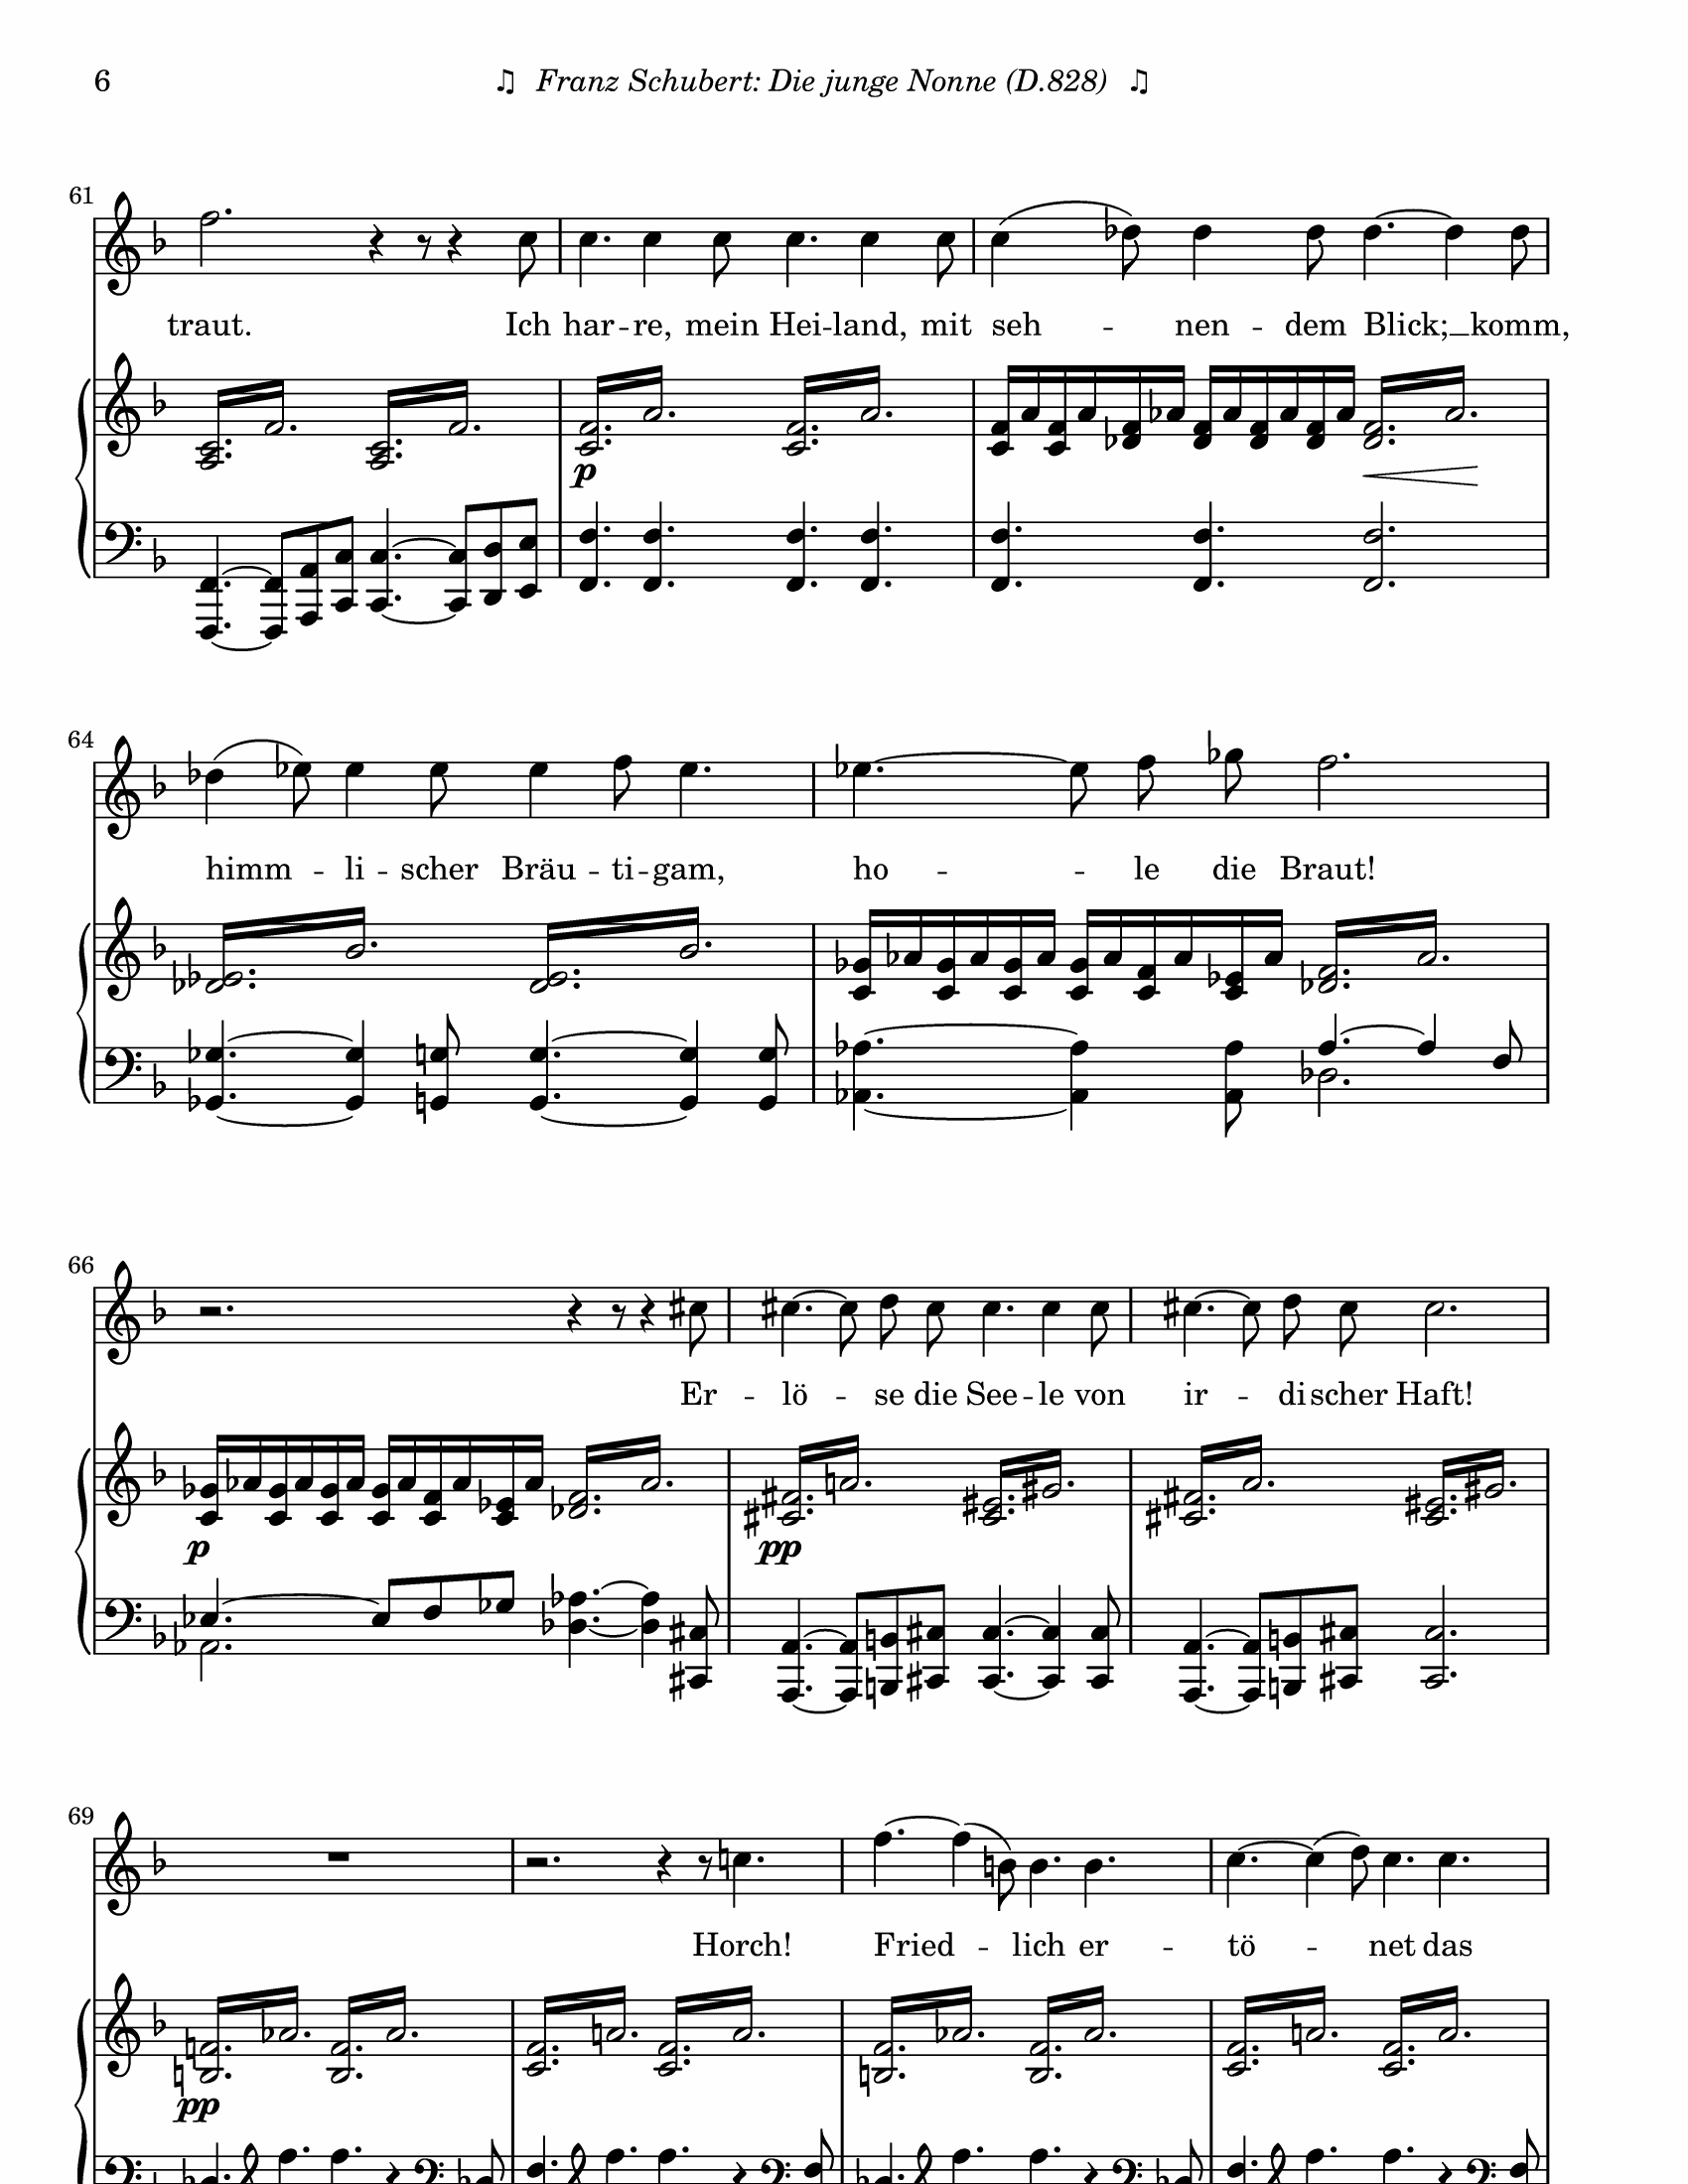 6 ♫ Franz Schubert: Die junge Nonne (D.828) ♫
61
traut. Ich har -- re, mein Hei -- land, mit seh -- nen -- dem Blick; __ komm,
p
64
himm -- li -- scher Bräu -- ti -- gam, ho -- le die Braut!
66
Er -- lö -- se die See -- le von ir -- di -- scher Haft!
p pp
69
Horch! Fried -- lich er -- tö -- net das
pp